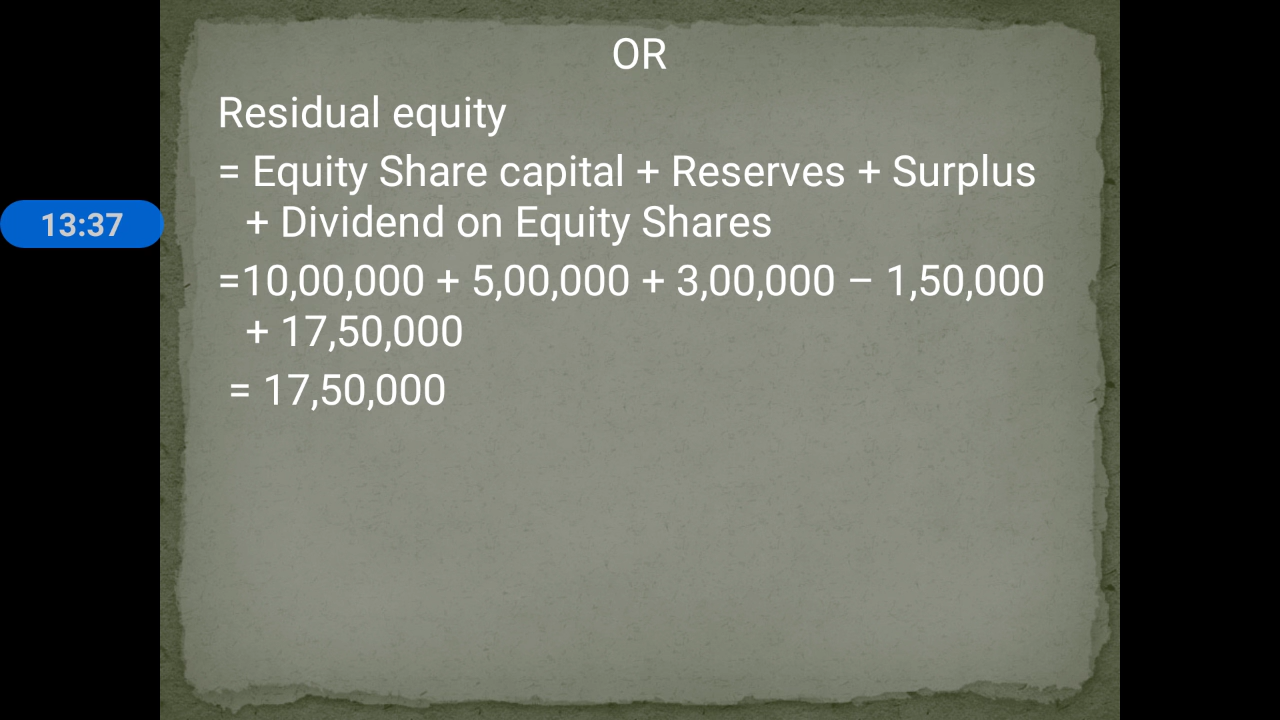 OR
Residual equity
= Equity Share capital + Reserves + Surplus
+ Dividend on Equity Shares
13:37
=10,00,000 + 5,00,000 + 3,00,000 – 1,50,000
+ 17,50,000
= 17,50,000